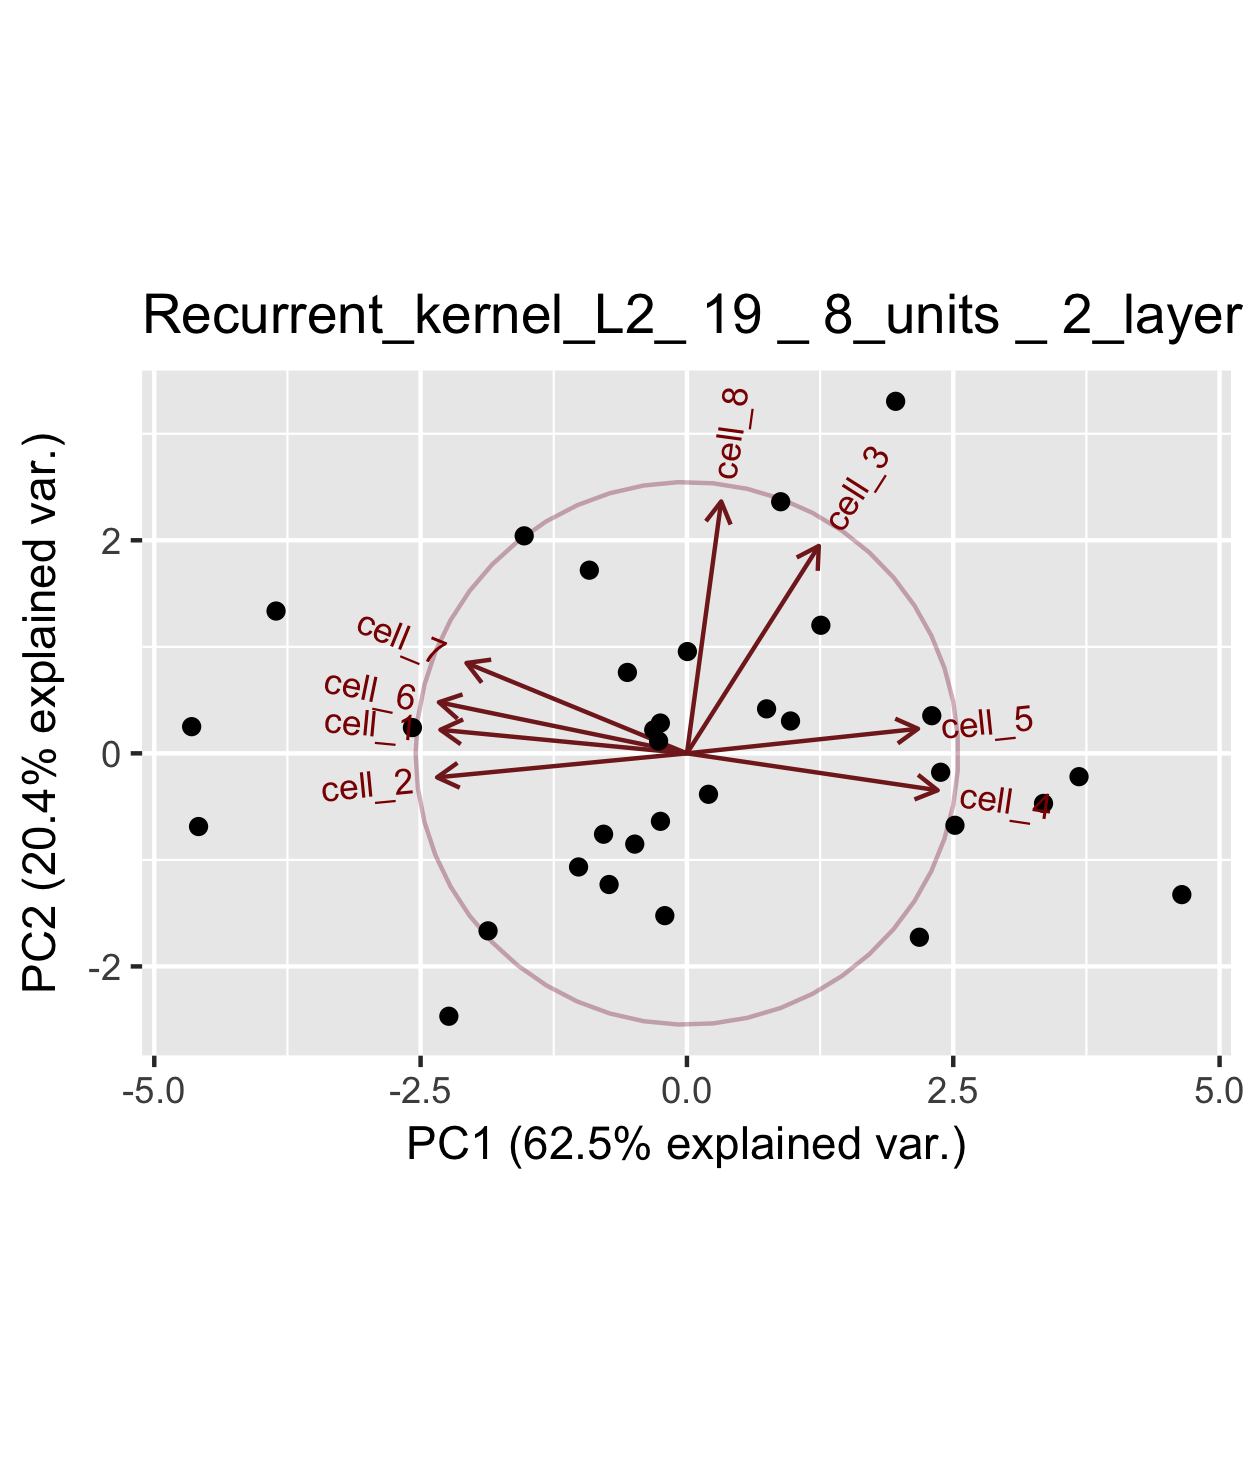 Recurrent_kernel_L2_ 19 _ 8_units _ 2_layer
cell_8
cell_3
cell_7
cell_6
cell_1
cell_2
cell_5
cell_4
PC2 (20.4% explained var.)
2
0
-2
-5.0 -2.5 0.0 2.5 5.0
PC1 (62.5% explained var.)